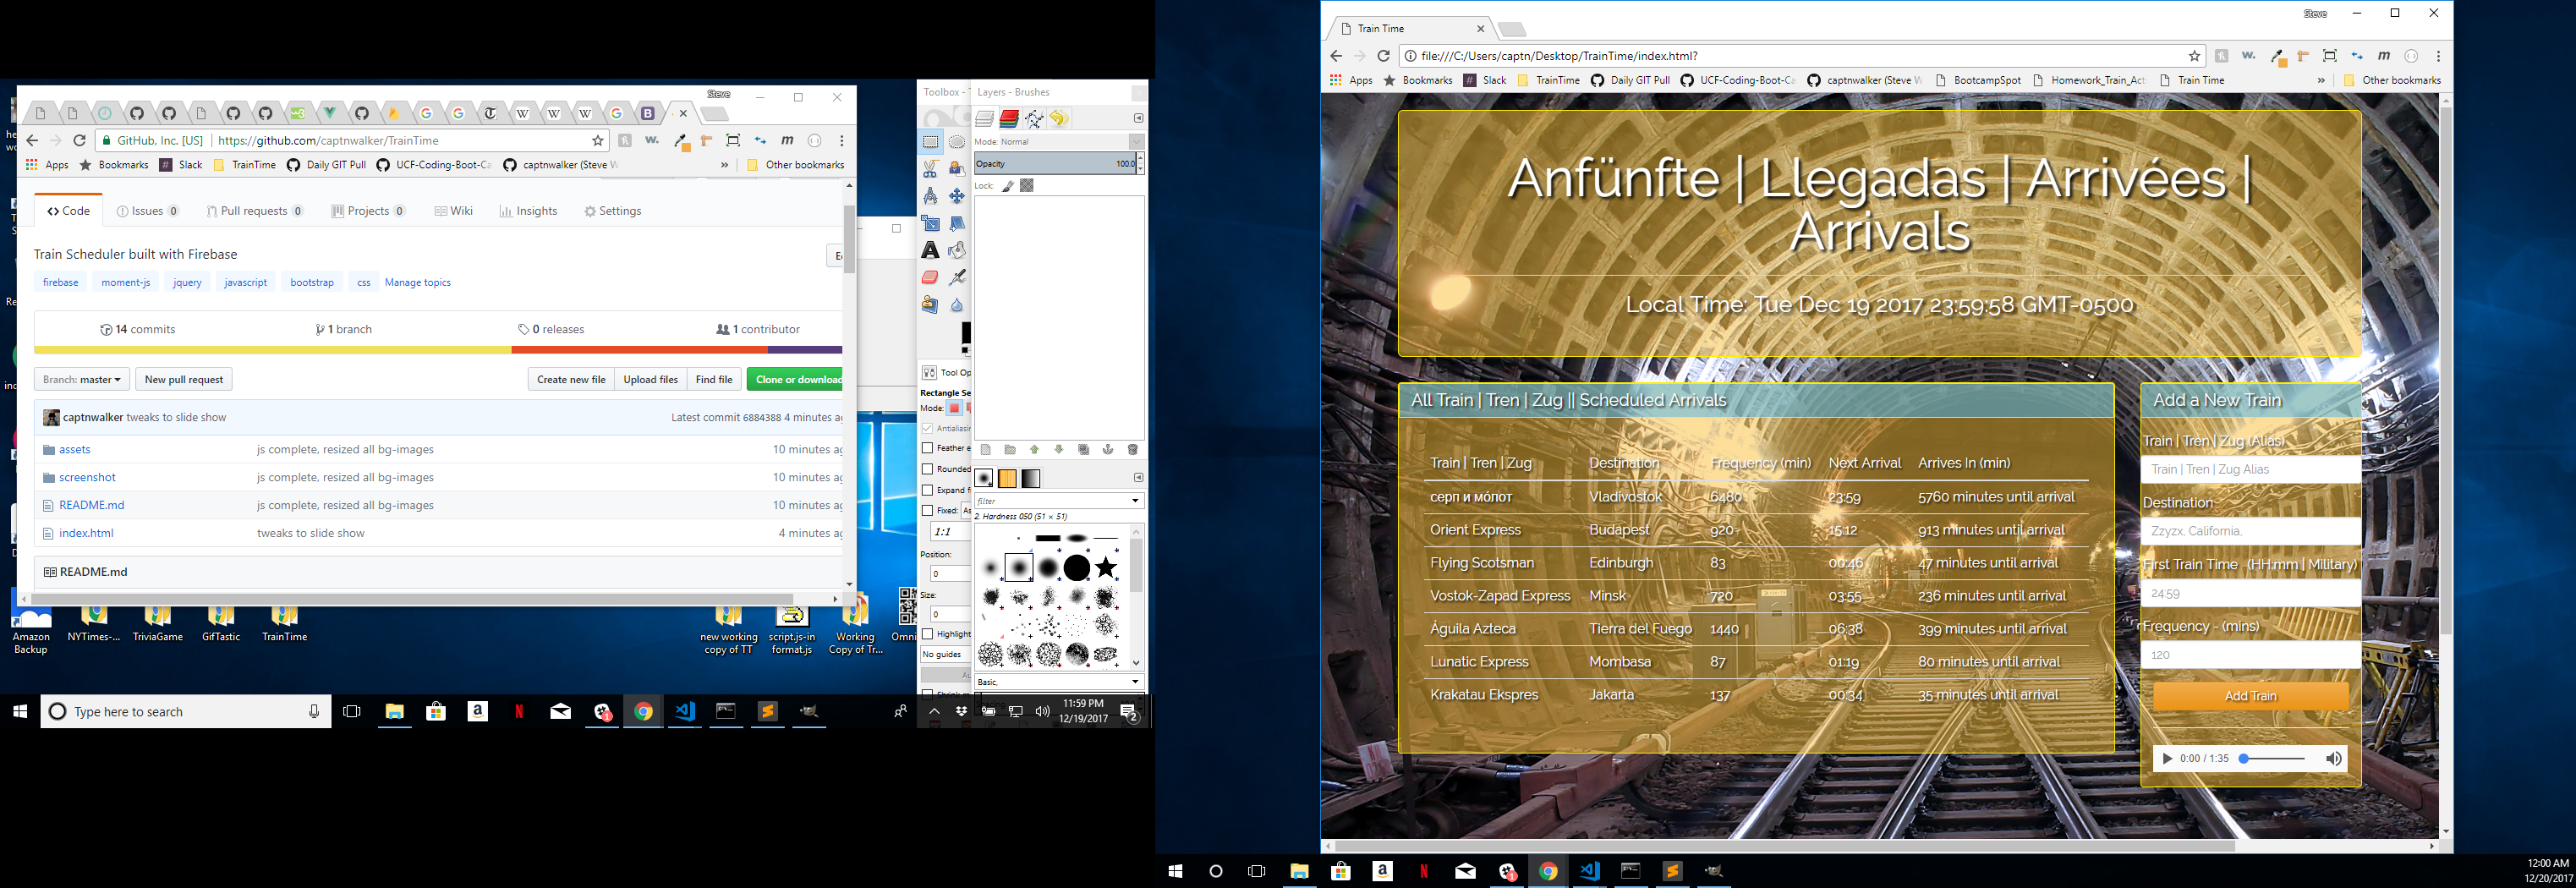 Steve
GitHub, Inc. [US] | https://github.com/captnwalker/TrainTime
Apps Bookmarks Slack TrainTime Daily GIT Pull UCF-Coding-Boot-Ca captnwalker (Steve W » Other bookmarks
Code Issues 0 Pull requests 0 Projects 0 Wiki Insights Settings
Train Scheduler built with Firebase
firebase moment-js jquery javascript bootstrap css Manage topics
14 commits 1 branch 0 releases 1 contributor
Branch: master New pull request Create new file Upload files Find file Clone or download
captnwalker tweaks to slide show Latest commit 6884388 4 minutes ag
assets js complete, resized all bg-images 10 minutes ag
screenshot js complete, resized all bg-images 10 minutes ag
README.md js complete, resized all bg-images 10 minutes ag
index.html tweaks to slide show 4 minutes ag
README.md
Amazon Backup
NYTimes-...
TriviaGame
GifTastic
TrainTime
new working copy of TT
script.js-in format.js
Working Copy of Tr...
Omni
Type here to search
11:59 PM
12/19/2017
2
Toolbox - T
Layers - Brushes
Mode: Normal
Opacity 100.0
Lock:
Tool Op
Rectangle Se
Mode:
Antialiasin
Feather e
Rounded
Expand f
Fixed: As
1:1
Position:
0
Size:
0
Highlight
No guides
filter
2. Hardness 050 (51 × 51)
Basic,
Steve
Train Time
file:///C:/Users/captn/Desktop/TrainTime/index.html?
Apps Bookmarks Slack TrainTime Daily GIT Pull UCF-Coding-Boot-Ca captnwalker (Steve W BootcampSpot Homework_Train_Act Train Time » Other bookmarks
Anfünfte | Llegadas | Arrivées |
Arrivals
Local Time: Tue Dec 19 2017 23:59:58 GMT-0500
All Train | Tren | Zug || Scheduled Arrivals
Train | Tren | Zug Destination Frequency (min) Next Arrival Arrives In (min)
серп и мóлот Vladivostok 6480 23:59 5760 minutes until arrival
Orient Express Budapest 920 15:12 913 minutes until arrival
Flying Scotsman Edinburgh 83 00:46 47 minutes until arrival
Vostok-Zapad Express Minsk 720 03:55 236 minutes until arrival
Águila Azteca Tierra del Fuego 1440 06:38 399 minutes until arrival
Lunatic Express Mombasa 87 01:19 80 minutes until arrival
Krakatau Ekspres Jakarta 137 00:34 35 minutes until arrival
Add a New Train
Train | Tren | Zug (Alias)
Train | Tren | Zug Alias
Destination
Zzyzx, California,
First Train Time (HH:mm | Military)
24:59
Frequency - (mins)
120
Add Train
0:00 / 1:35
12:00 AM
12/20/2017